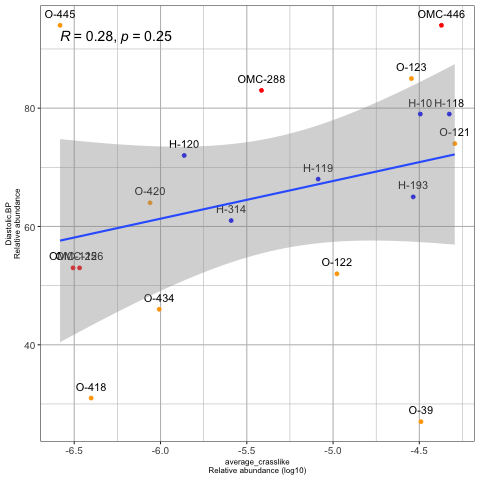 O-445
OMC-446
R = 0.28, p = 0.25
O-123
OMC-288
H-10
H-118
O-121
H-120
H-119
H-193
O-420
H-314
O-122
O-434
O-418
O-39
80
60
40
-6.5
-6.0
-5.5
-5.0
-4.5
Diastolic.BP
Relative abundance
average_crasslike
Relative abundance (log10)